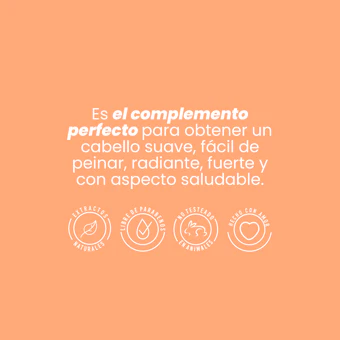 Es el complemento
perfecto para obtener un
cabello suave, fácil de
peinar, radiante, fuerte y
con aspecto saludable.
EXTRACTOS
NATURALES
LIBRE DE PARABENOS
NO TESTEADO
EN ANIMALES
HECHO CON AMOR